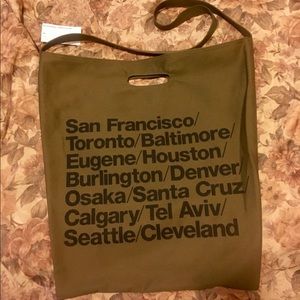 San Francisco/
Toronto/Baltimore/
Eugene/Houston/
Burlington/Denver/
Osaka/Santa Cruz/
Calgary/Tel Aviv/
Seattle/Cleveland